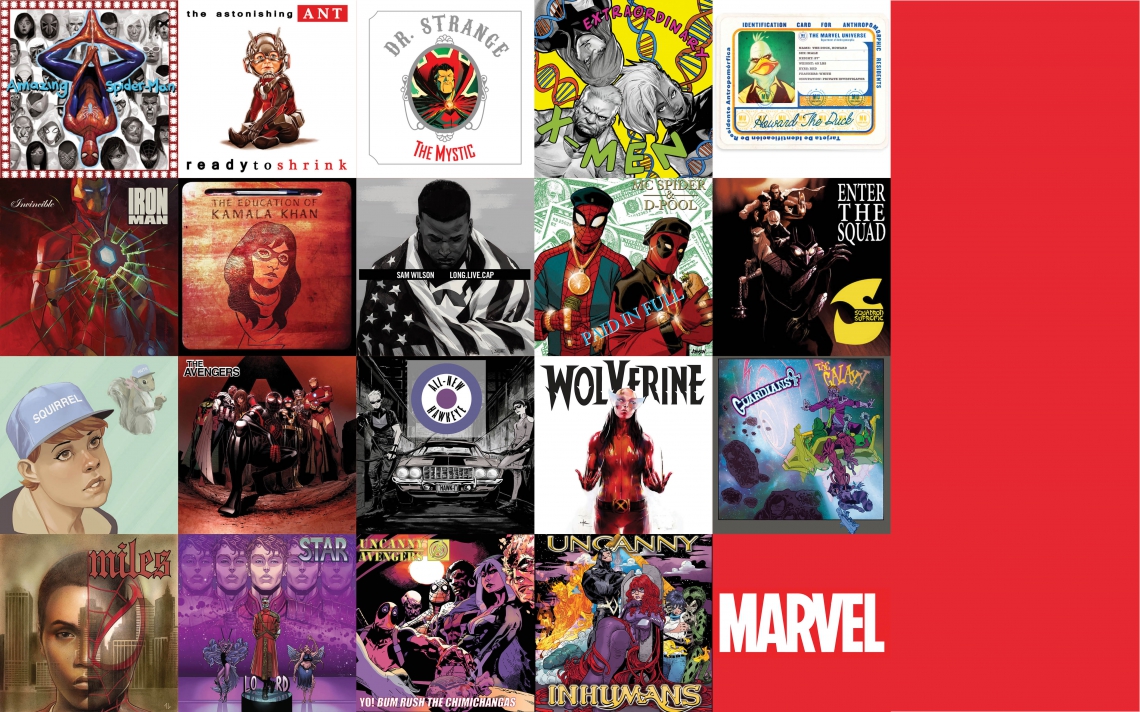 Amazing Spider-Man
the astonishing ANT
ready to shrink
DR. STRANGE
THE MYSTIC
EXTRAORDINARY
X-MEN
IDENTIFICATION CARD FOR ANTHROPOMORPHIC RESIDENTS
THE MARVEL UNIVERSE
Howard The Duck
Invincible
IRON
MAN
THE EDUCATION OF
KAMALA KHAN
SAM WILSON LONG.LIVE.CAP
MC SPIDER
&
D-POOL
PAID IN FULL
ENTER
THE
SQUAD
SQUADRON
SUPREME
SQUIRREL
THE
AVENGERS
ALL-NEW
HAWKEYE
WOLVERINE
GUARDIANS
THE GALAXY
miles
STAR
LORD
UNCANNY
AVENGERS
YO! BUM RUSH THE CHIMICHANGAS
UNCANNY
INHUMANS
MARVEL